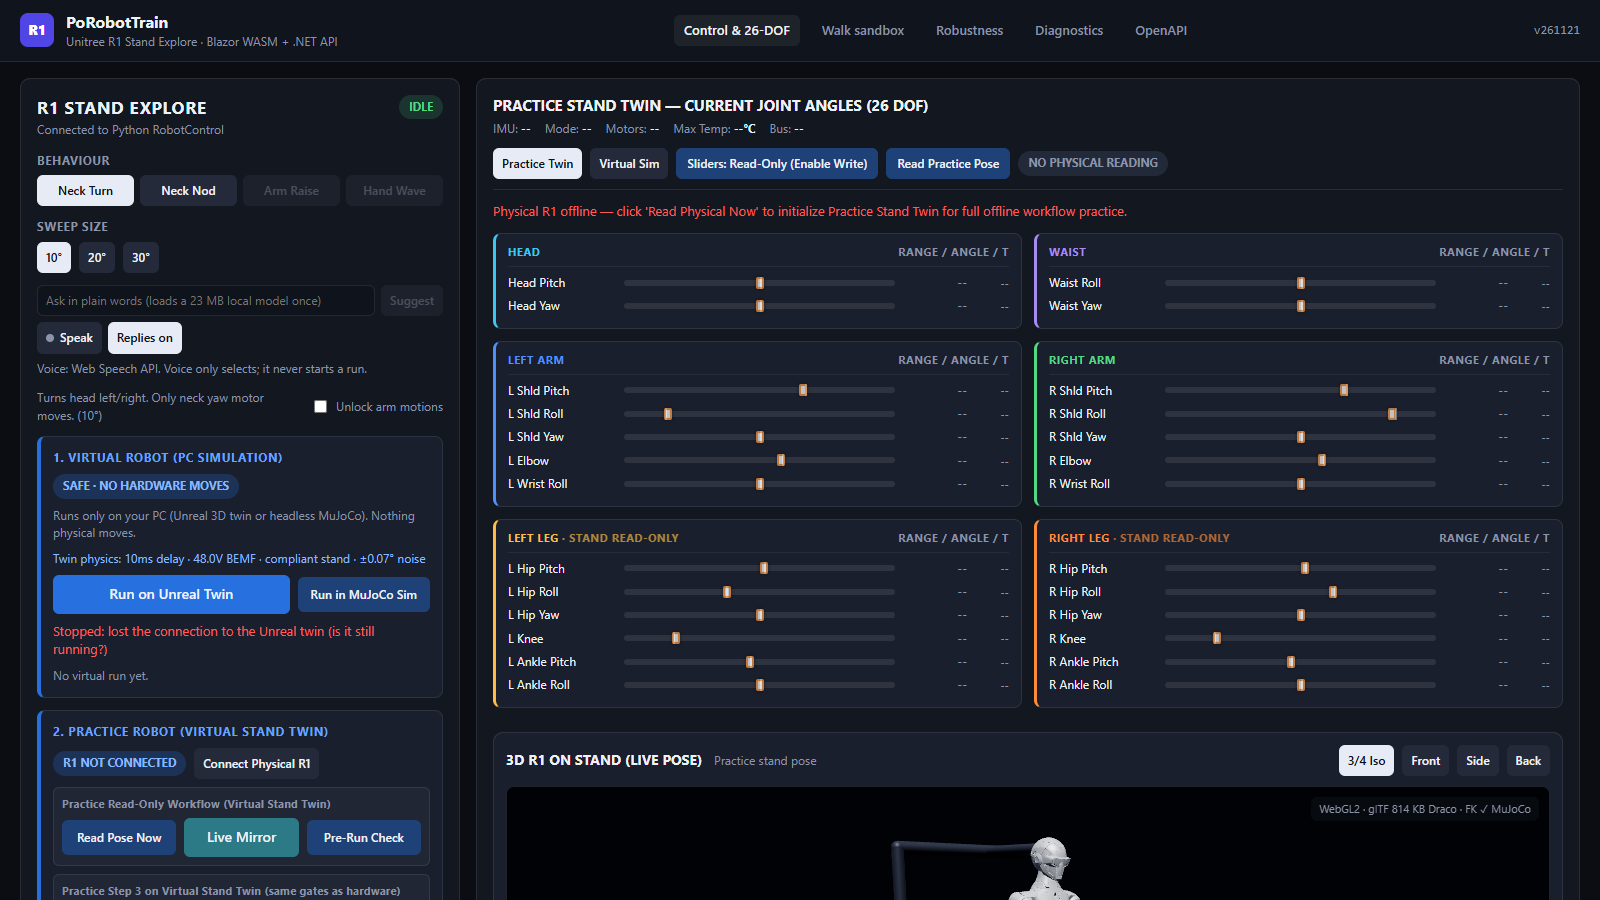 R1
PoRobotTrain
Unitree R1 Stand Explore · Blazor WASM + .NET API
Control & 26-DOF
Walk sandbox
Robustness
Diagnostics
OpenAPI
v261121
R1 STAND EXPLORE
IDLE
Connected to Python RobotControl
BEHAVIOUR
Neck Turn
Neck Nod
Arm Raise
Hand Wave
SWEEP SIZE
10°
20°
30°
Ask in plain words (loads a 23 MB local model once)
Suggest
Speak
Replies on
Voice: Web Speech API. Voice only selects; it never starts a run.
Turns head left/right. Only neck yaw motor
moves. (10°)
Unlock arm motions
1. VIRTUAL ROBOT (PC SIMULATION)
SAFE · NO HARDWARE MOVES
Runs only on your PC (Unreal 3D twin or headless MuJoCo). Nothing
physical moves.
Twin physics: 10ms delay · 48.0V BEMF · compliant stand · ±0.07° noise
Run on Unreal Twin
Run in MuJoCo Sim
Stopped: lost the connection to the Unreal twin (is it still
running?)
No virtual run yet.
2. PRACTICE ROBOT (VIRTUAL STAND TWIN)
R1 NOT CONNECTED
Connect Physical R1
Practice Read-Only Workflow (Virtual Stand Twin)
Read Pose Now
Live Mirror
Pre-Run Check
Practice Step 3 on Virtual Stand Twin (same gates as hardware)
PRACTICE STAND TWIN — CURRENT JOINT ANGLES (26 DOF)
IMU: -- Mode: -- Motors: -- Max Temp: --°C Bus: --
Practice Twin
Virtual Sim
Sliders: Read-Only (Enable Write)
Read Practice Pose
NO PHYSICAL READING
Physical R1 offline — click 'Read Physical Now' to initialize Practice Stand Twin for full offline workflow practice.
HEAD RANGE / ANGLE / T
Head Pitch -- --
Head Yaw -- --
WAIST RANGE / ANGLE / T
Waist Roll -- --
Waist Yaw -- --
LEFT ARM RANGE / ANGLE / T
L Shld Pitch -- --
L Shld Roll -- --
L Shld Yaw -- --
L Elbow -- --
L Wrist Roll -- --
RIGHT ARM RANGE / ANGLE / T
R Shld Pitch -- --
R Shld Roll -- --
R Shld Yaw -- --
R Elbow -- --
R Wrist Roll -- --
LEFT LEG · STAND READ-ONLY RANGE / ANGLE / T
L Hip Pitch -- --
L Hip Roll -- --
L Hip Yaw -- --
L Knee -- --
L Ankle Pitch -- --
L Ankle Roll -- --
RIGHT LEG · STAND READ-ONLY RANGE / ANGLE / T
R Hip Pitch -- --
R Hip Roll -- --
R Hip Yaw -- --
R Knee -- --
R Ankle Pitch -- --
R Ankle Roll -- --
3D R1 ON STAND (LIVE POSE) Practice stand pose
3/4 Iso
Front
Side
Back
WebGL2 · glTF 814 KB Draco · FK ✓ MuJoCo